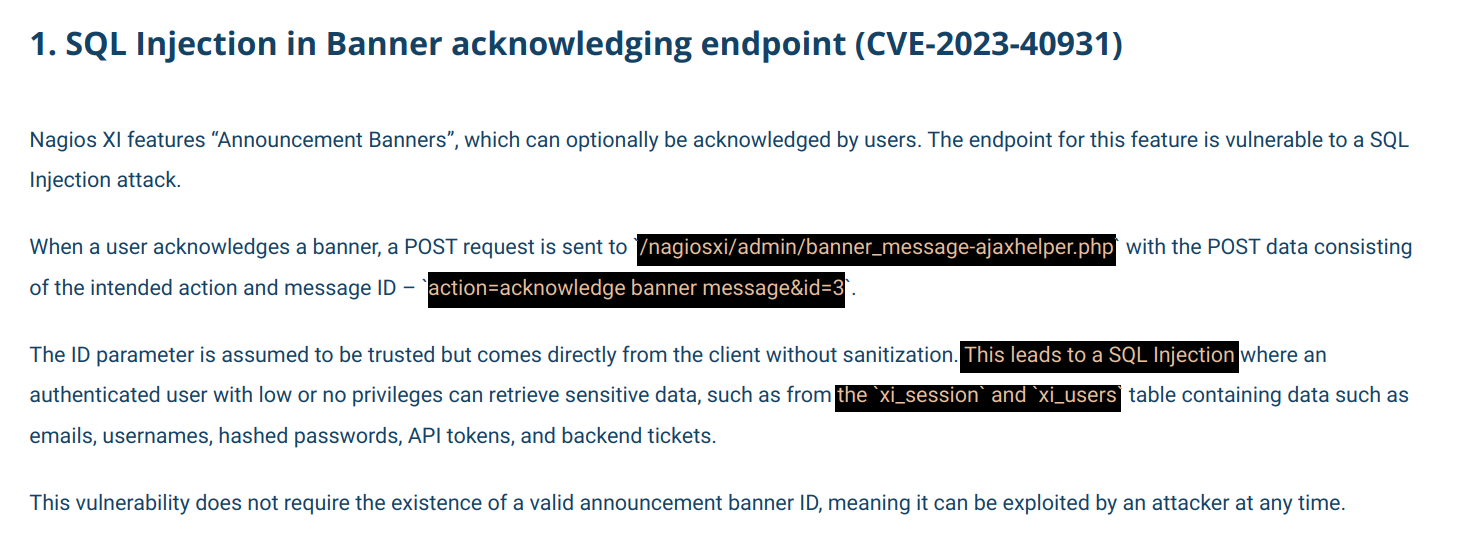 1. SQL Injection in Banner acknowledging endpoint (CVE-2023-40931)
Nagios XI features “Announcement Banners”, which can optionally be acknowledged by users. The endpoint for this feature is vulnerable to a SQL
Injection attack.
When a user acknowledges a banner, a POST request is sent to `/nagiosxi/admin/banner_message-ajaxhelper.php` with the POST data consisting
of the intended action and message ID – `action=acknowledge banner message&id=3`.
The ID parameter is assumed to be trusted but comes directly from the client without sanitization. This leads to a SQL Injection where an
authenticated user with low or no privileges can retrieve sensitive data, such as from the `xi_session` and `xi_users` table containing data such as
emails, usernames, hashed passwords, API tokens, and backend tickets.
This vulnerability does not require the existence of a valid announcement banner ID, meaning it can be exploited by an attacker at any time.